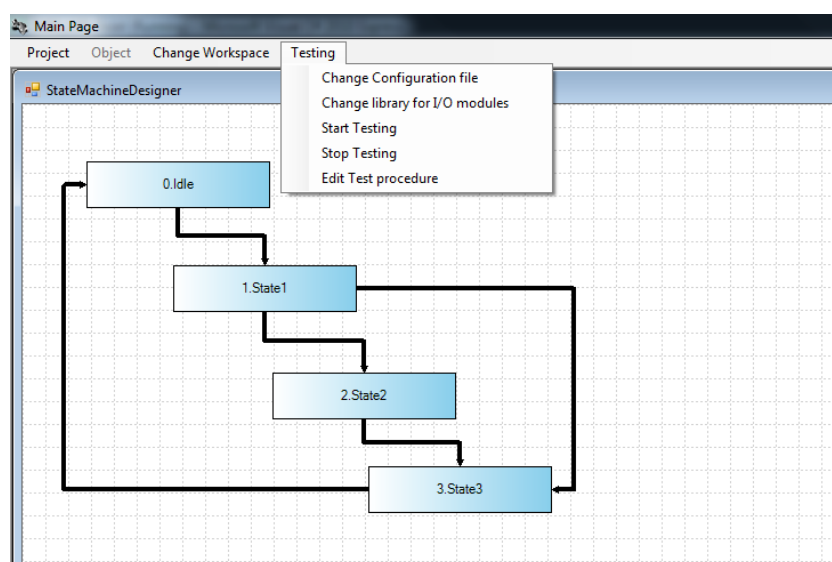 Main Page
Project Object Change Workspace Testing
StateMachineDesigner
Change Configuration file
Change library for I/O modules
Start Testing
Stop Testing
Edit Test procedure
0.Idle
1.State1
2.State2
3.State3